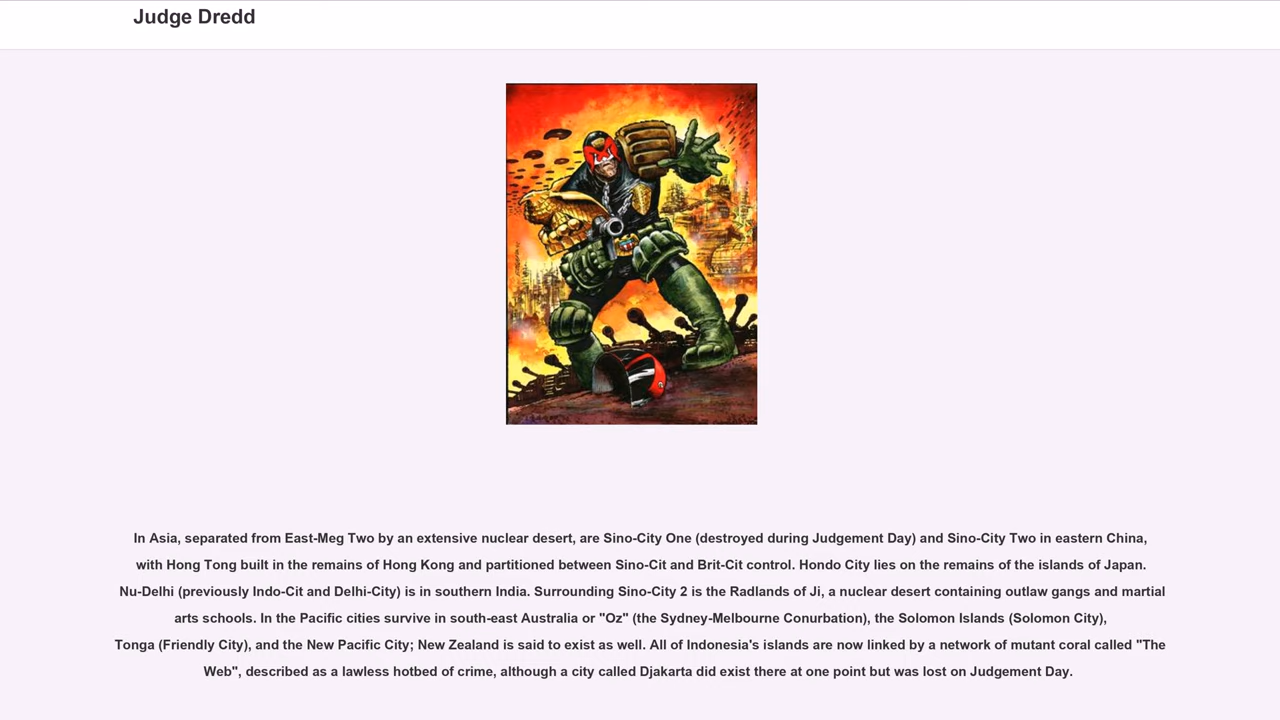 Judge Dredd
In Asia, separated from East-Meg Two by an extensive nuclear desert, are Sino-City One (destroyed during Judgement Day) and Sino-City Two in eastern China,
with Hong Tong built in the remains of Hong Kong and partitioned between Sino-Cit and Brit-Cit control. Hondo City lies on the remains of the islands of Japan.
Nu-Delhi (previously Indo-Cit and Delhi-City) is in southern India. Surrounding Sino-City 2 is the Radlands of Ji, a nuclear desert containing outlaw gangs and martial
arts schools. In the Pacific cities survive in south-east Australia or "Oz" (the Sydney-Melbourne Conurbation), the Solomon Islands (Solomon City),
Tonga (Friendly City), and the New Pacific City; New Zealand is said to exist as well. All of Indonesia's islands are now linked by a network of mutant coral called "The
Web", described as a lawless hotbed of crime, although a city called Djakarta did exist there at one point but was lost on Judgement Day.